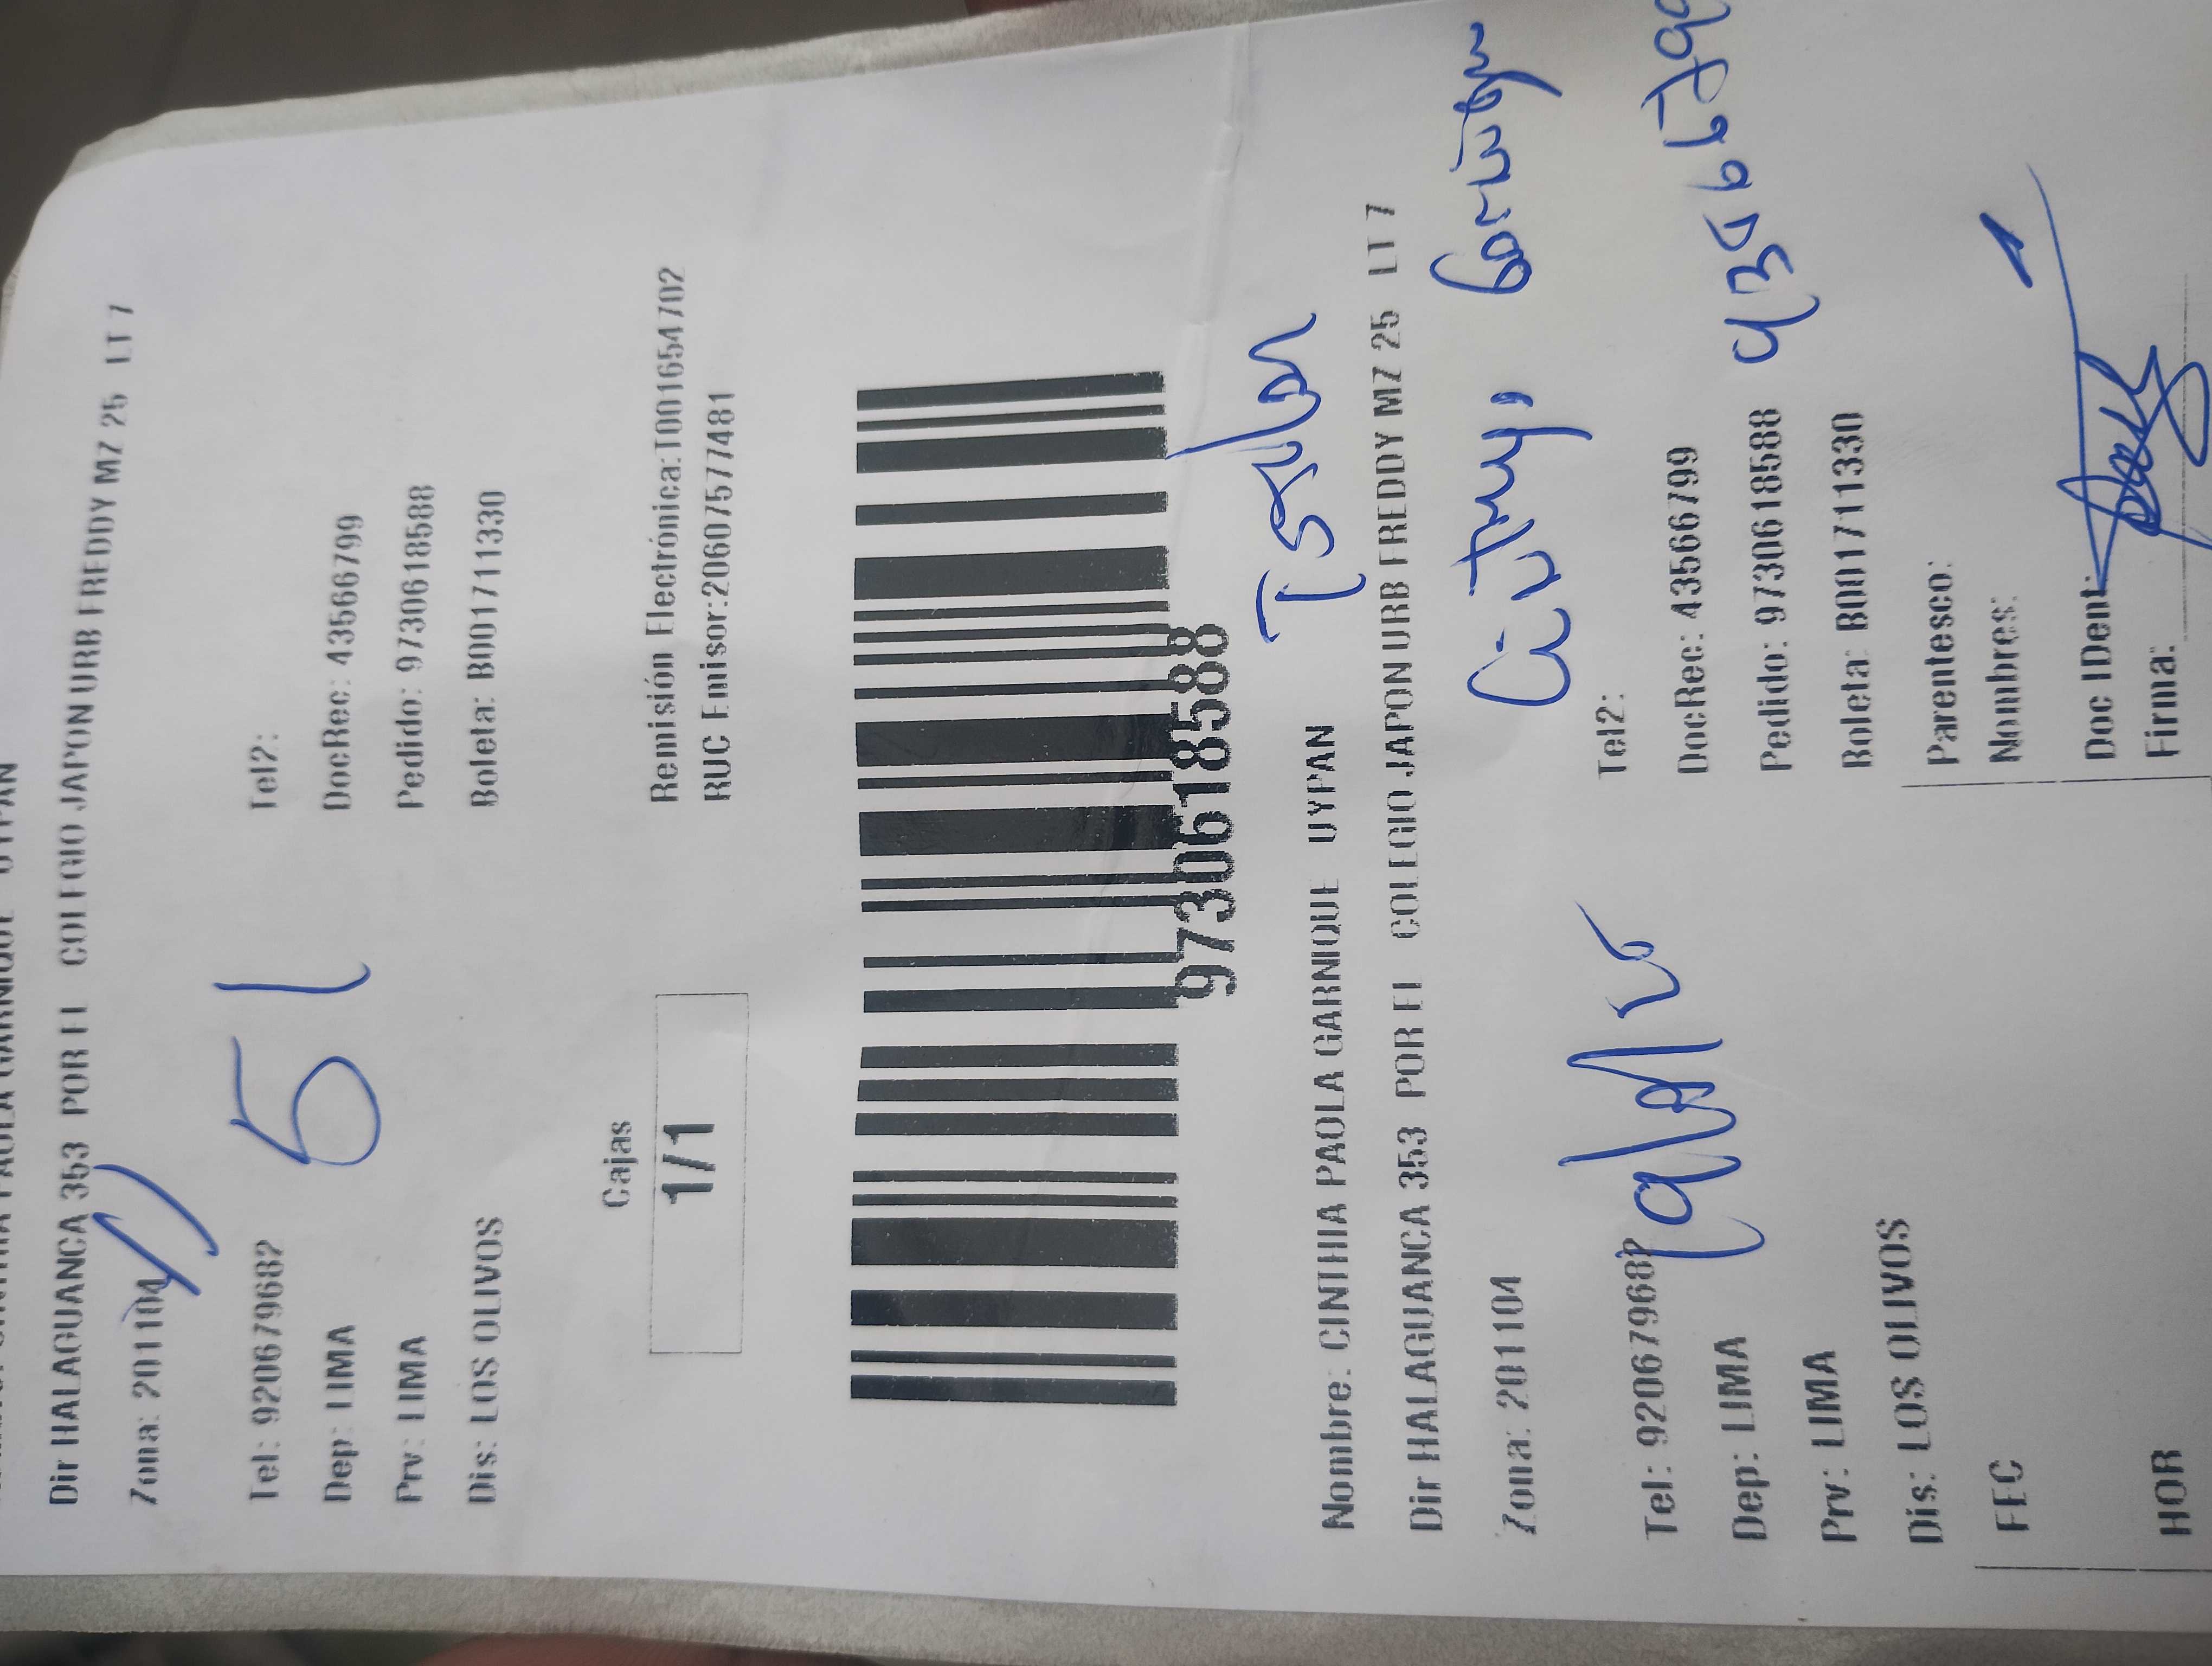 Dir HALAGUANCA 353 POR EL COLEGIO JAPON URB FREDDY MZ 25 LT 7
Zona: 201104
51
Tel: 920679682 Tel2:
Dep: LIMA DocRec: 43566799
Prv: LIMA Pedido: 9730618588
Dis: LOS OLIVOS Boleta: B001711330
Cajas
1/1
Remisión Electrónica:T001654702
RUC Emisor:20607577481
9730618588
Nombre: CINTHIA PAOLA GARNIQUE UYPAN
Dir HALAGUANCA 353 POR EL COLEGIO JAPON URB FREDDY MZ 25 LT 7
Zona: 201104
Tel: 920679682 Tel2:
Dep: LIMA DocRec: 43566799
Prv: LIMA Pedido: 9730618588
Dis: LOS OLIVOS Boleta: B001711330
FEC Parentesco:
Nombres:
HOR Doc IDent:
Firma: